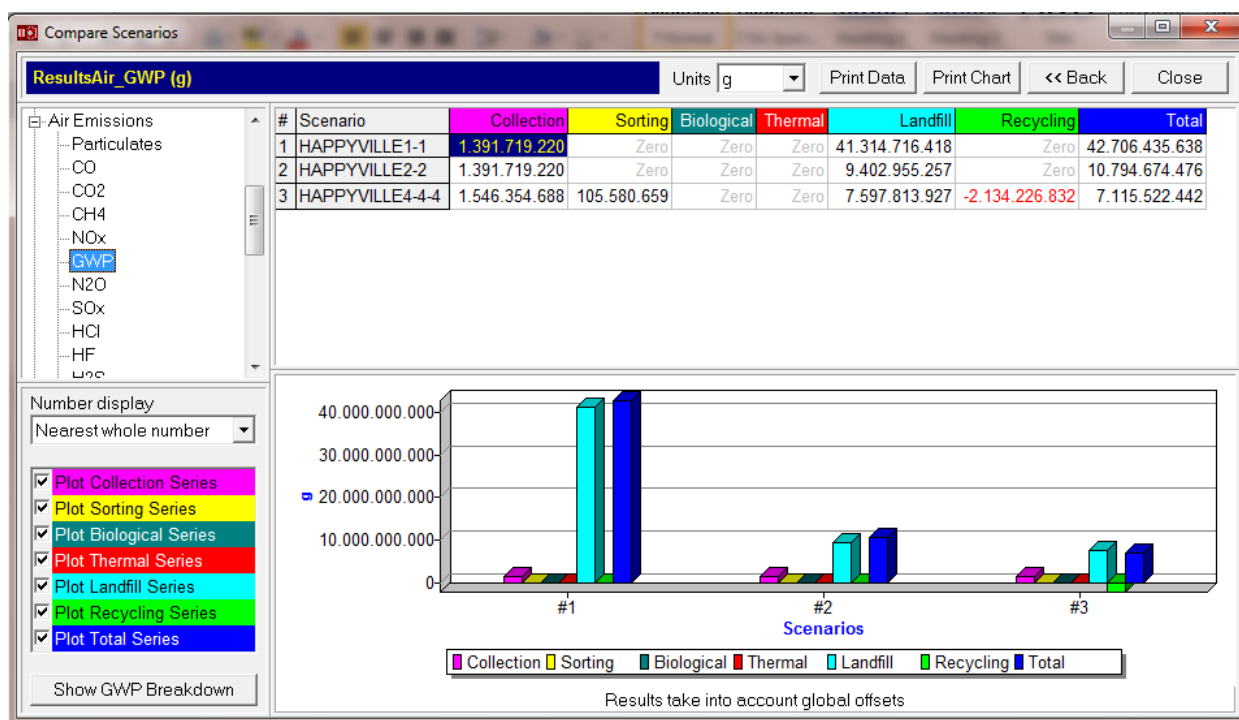 Compare Scenarios
ResultsAir_GWP (g)
Units g
Print Data
Print Chart
<< Back
Close
Air Emissions
Particulates
CO
CO2
CH4
NOx
GWP
N2O
SOx
HCl
HF
# Scenario Collection Sorting Biological Thermal Landfill Recycling Total
1 HAPPYVILLE1-1 1.391.719.220 Zero Zero Zero 41.314.716.418 Zero 42.706.435.638
2 HAPPYVILLE2-2 1.391.719.220 Zero Zero Zero 9.402.955.257 Zero 10.794.674.476
3 HAPPYVILLE4-4-4 1.546.354.688 105.580.659 Zero Zero 7.597.813.927 -2.134.226.832 7.115.522.442
Number display
Nearest whole number
Plot Collection Series
Plot Sorting Series
Plot Biological Series
Plot Thermal Series
Plot Landfill Series
Plot Recycling Series
Plot Total Series
Show GWP Breakdown
40.000.000.000
30.000.000.000
g
20.000.000.000
10.000.000.000
0
#1 #2 #3
Scenarios
Collection Sorting Biological Thermal Landfill Recycling Total
Results take into account global offsets